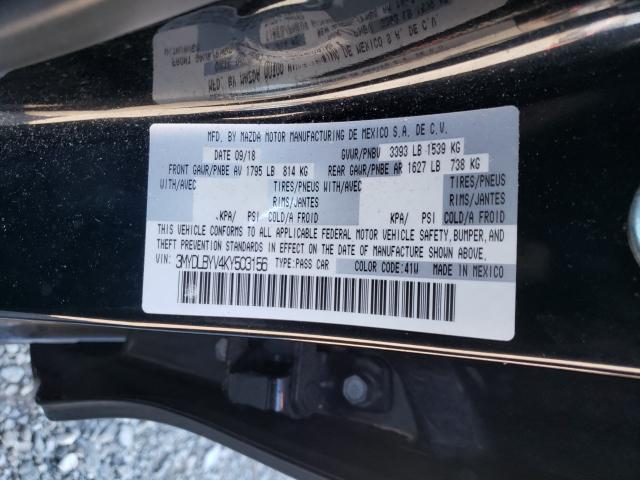 MFD. BY MAZDA MOTOR MANUFACTURING DE MEXICO S.A. DE C.V.
DATE 09/18 GVWR/PNBV 3393 LB 1539 KG
FRONT GAWR/PNBE AV 1795 LB 814 KG REAR GAWR/PNBE AR 1627 LB 738 KG
WITH/AVEC TIRES/PNEUS WITH/AVEC TIRES/PNEUS
RIMS/JANTES RIMS/JANTES
KPA/ PSI COLD/A FROID KPA/ PSI COLD/A FROID
THIS VEHICLE CONFORMS TO ALL APPLICABLE FEDERAL MOTOR VEHICLE SAFETY, BUMPER, AND
THEFT PREVENTION STANDARDS IN EFFECT ON THE DATE OF MANUFACTURE SHOWN ABOVE.
VIN: 3MYDLBYV4KY503156 TYPE:PASS CAR COLOR CODE:41W MADE IN MEXICO